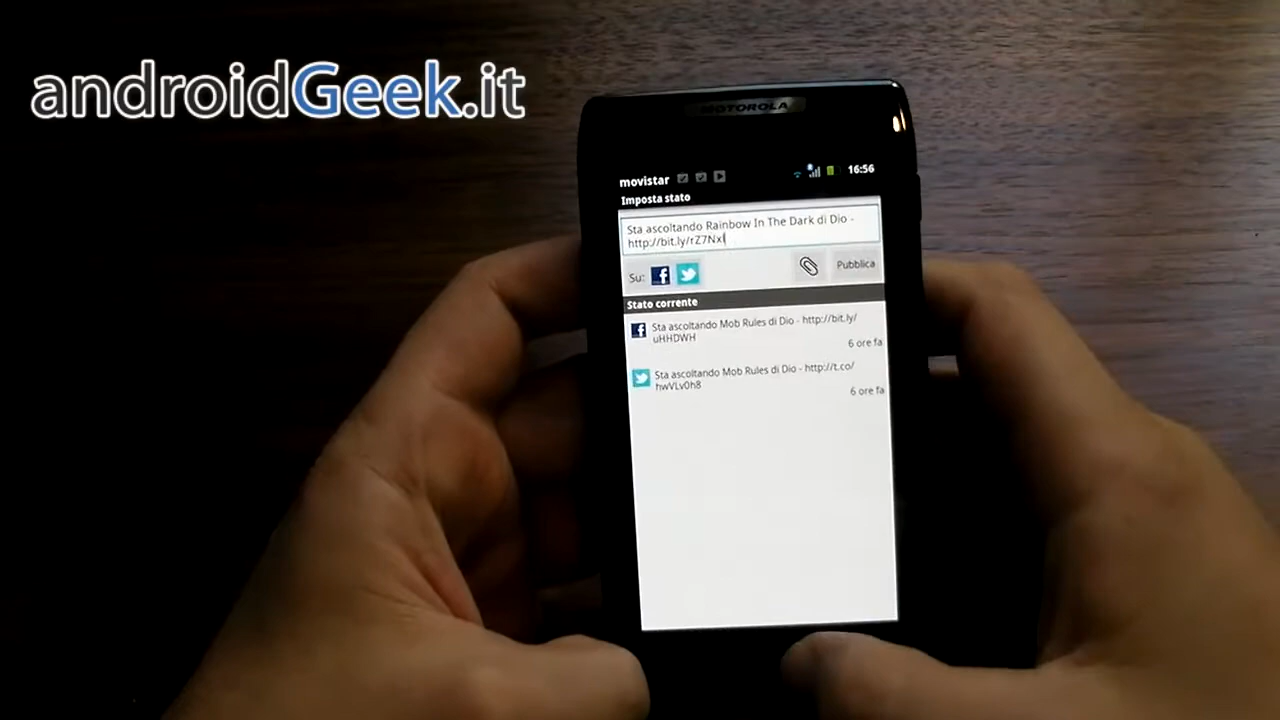 androidGeek.it
MOTOROLA
movistar 16:56
Imposta stato
Sta ascoltando Rainbow In The Dark di Dio -
http://bit.ly/rZ7Nxl
Su: Pubblica
Stato corrente
Sta ascoltando Mob Rules di Dio - http://bit.ly/
uHHDWH
6 ore fa
Sta ascoltando Mob Rules di Dio - http://t.co/
hwVLv0h8
6 ore fa